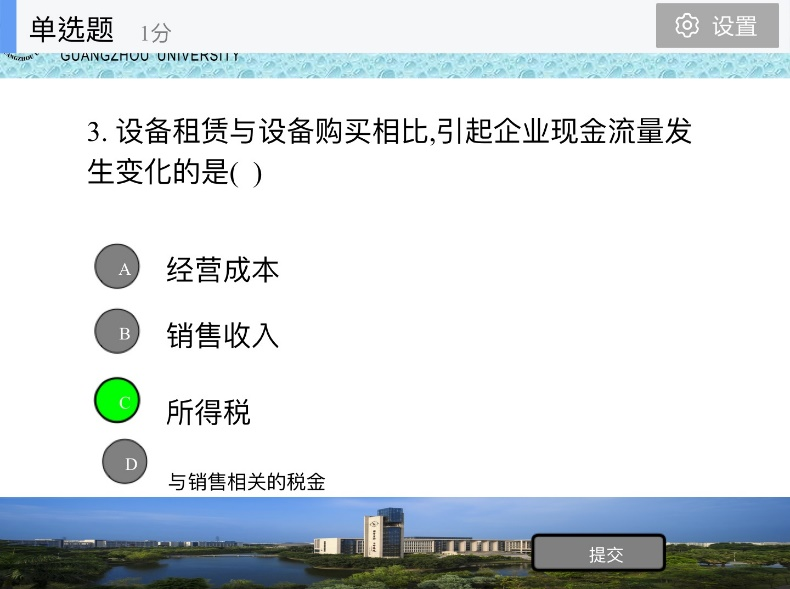 单选题 1分
设置
GUANGZHOU UNIVERSITY
3. 设备租赁与设备购买相比,引起企业现金流量发
生变化的是( )
A 经营成本
B 销售收入
C 所得税
D 与销售相关的税金
提交